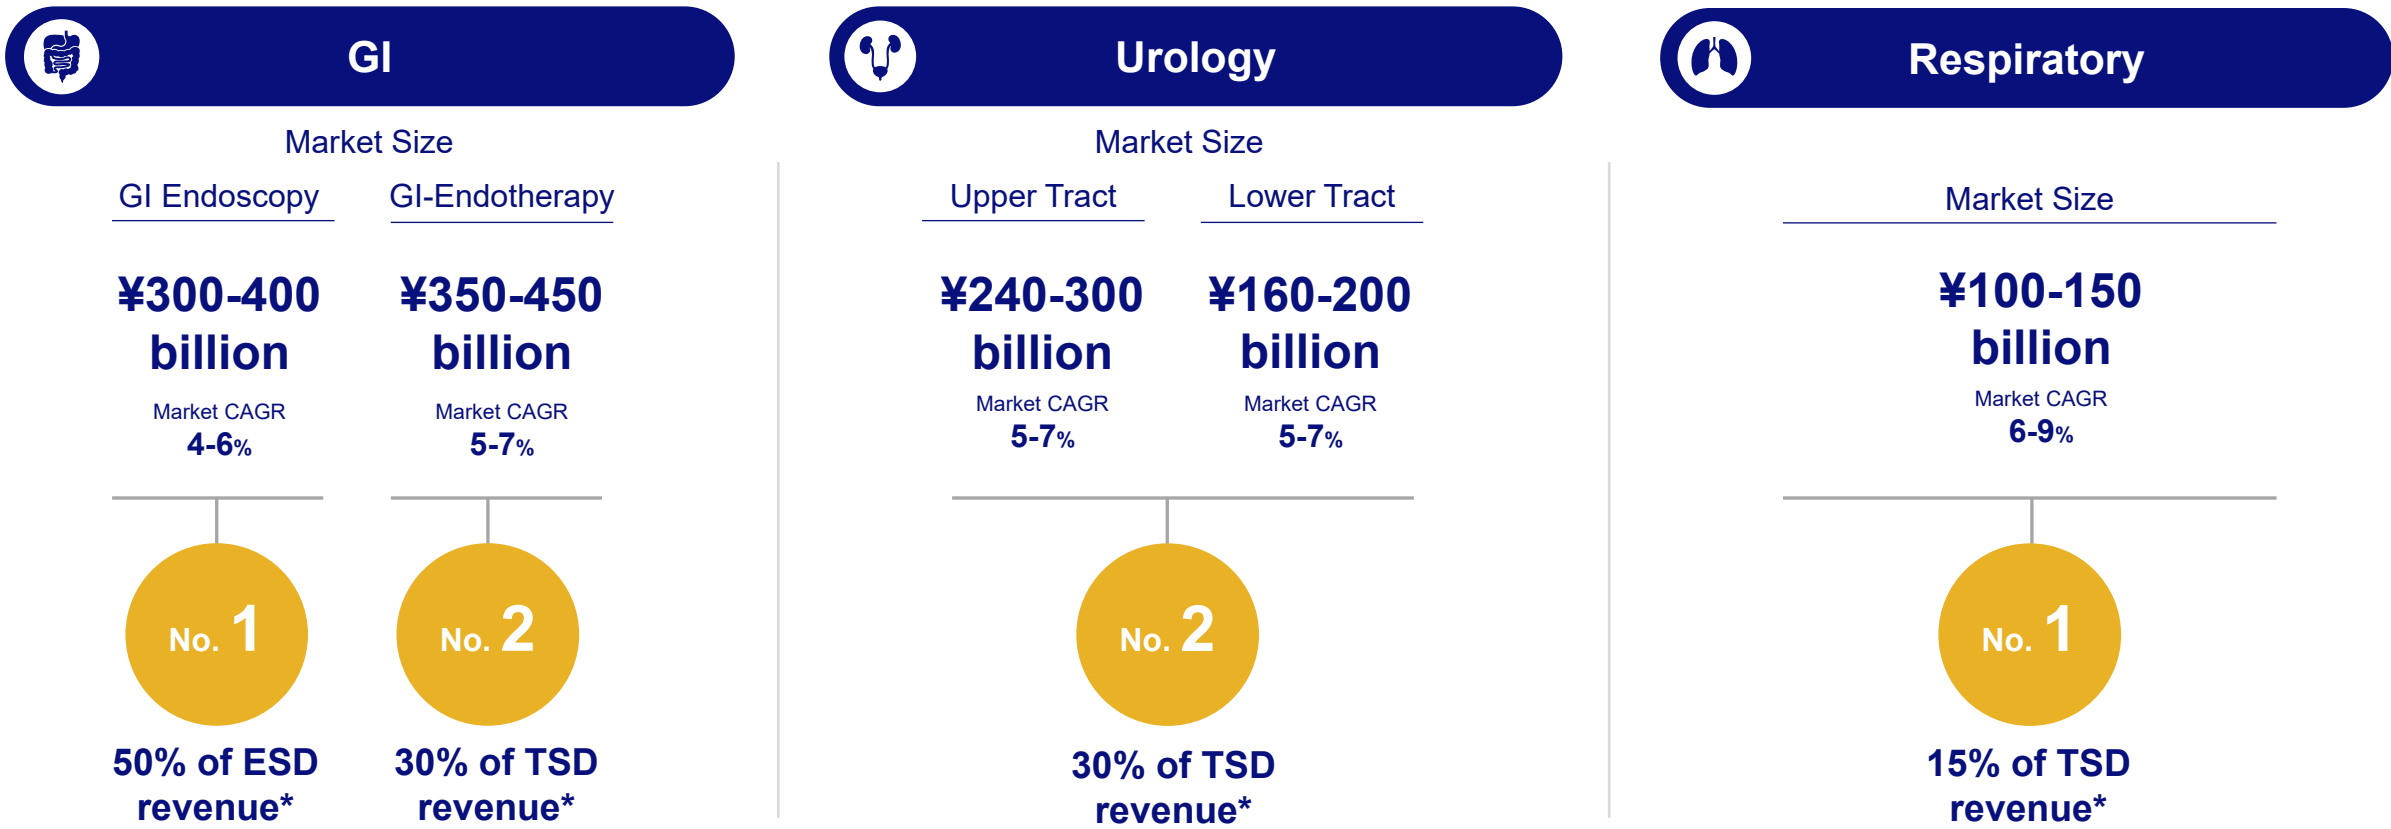 GI
Market Size
GI Endoscopy
¥300-400
billion
Market CAGR
4-6%
No. 1
50% of ESD
revenue*
GI-Endotherapy
¥350-450
billion
Market CAGR
5-7%
No. 2
30% of TSD
revenue*
Urology
Market Size
Upper Tract
¥240-300
billion
Market CAGR
5-7%
Lower Tract
¥160-200
billion
Market CAGR
5-7%
No. 2
30% of TSD
revenue*
Respiratory
Market Size
¥100-150
billion
Market CAGR
6-9%
No. 1
15% of TSD
revenue*